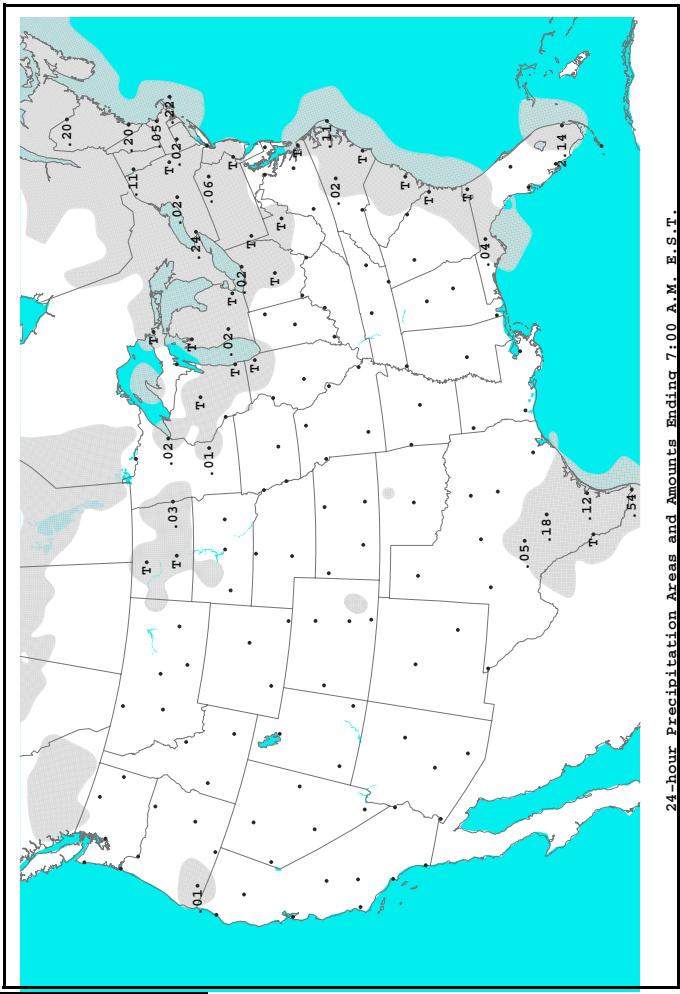 .20
.20
.11
T
T
.05
.02
T
.22
.03
T
.02
.02
T
.24
.01
T
.01
.06
.02
T
T
T
.02
T
T
T
T
T
.11
.02
T
T
T
T
.04
.05
.18
2.14
.12
T
.54
24-hour Precipitation Areas and Amounts Ending 7:00 A.M. E.S.T.